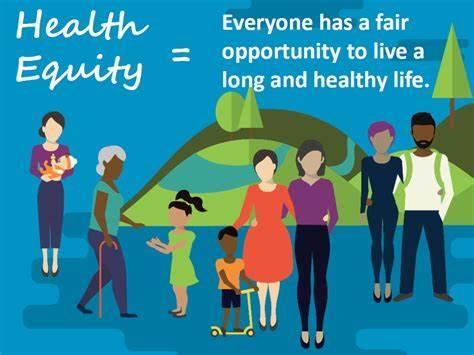 Health
Equity
=
Everyone has a fair
opportunity to live a
long and healthy life.